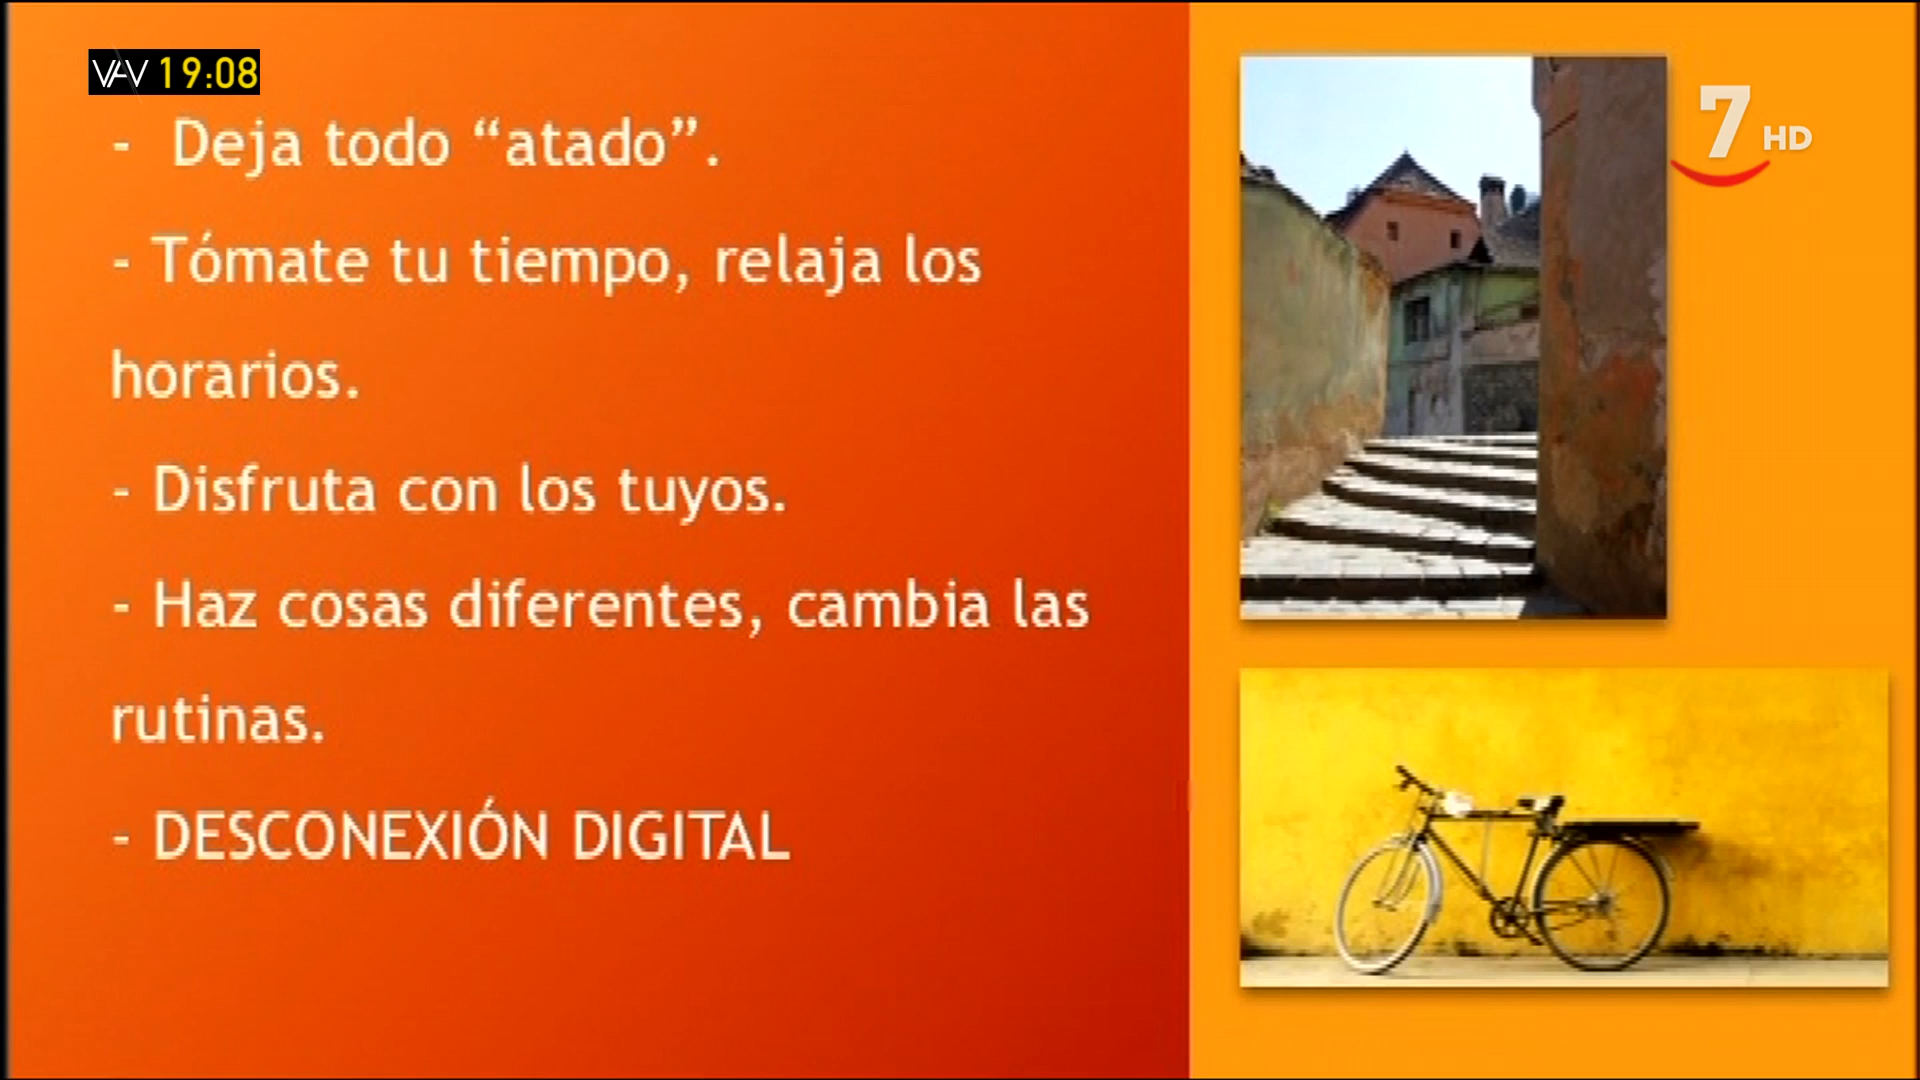 VAV 19:08
7 HD
- Deja todo “atado”.
- Tómate tu tiempo, relaja los
horarios.
- Disfruta con los tuyos.
- Haz cosas diferentes, cambia las
rutinas.
- DESCONEXIÓN DIGITAL